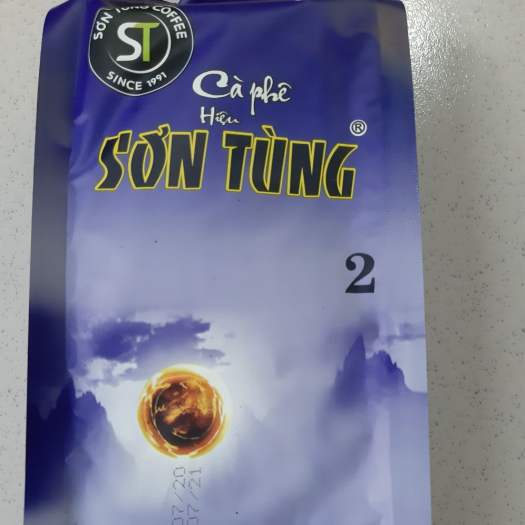 SƠN TÙNG COFFEE
ST
SINCE 1991
Cà phê
Hiệu
SƠN TÙNG ®
2
07/20
07/21